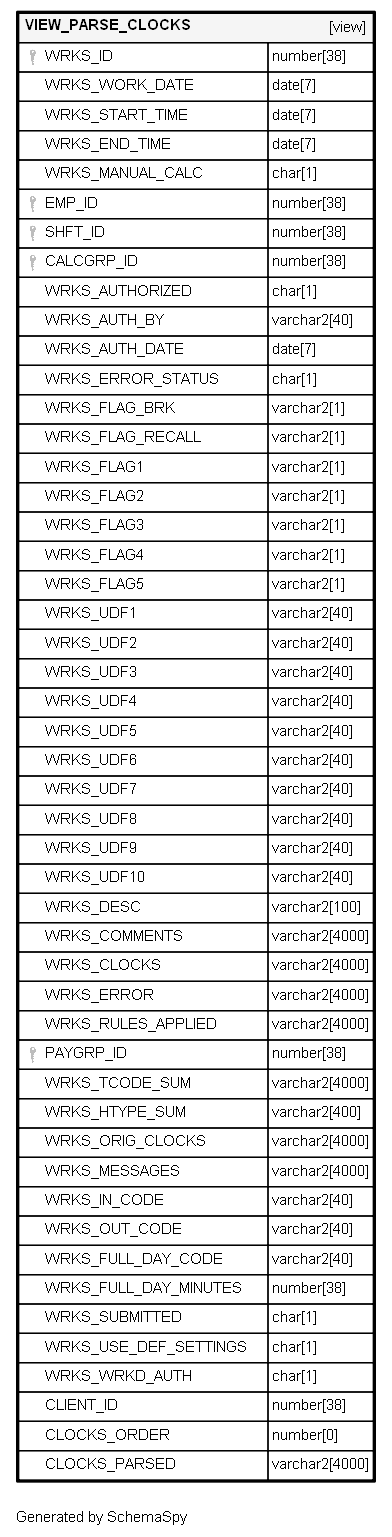 VIEW_PARSE_CLOCKS [view]
WRKS_ID number[38]
WRKS_WORK_DATE date[7]
WRKS_START_TIME date[7]
WRKS_END_TIME date[7]
WRKS_MANUAL_CALC char[1]
EMP_ID number[38]
SHFT_ID number[38]
CALCGRP_ID number[38]
WRKS_AUTHORIZED char[1]
WRKS_AUTH_BY varchar2[40]
WRKS_AUTH_DATE date[7]
WRKS_ERROR_STATUS char[1]
WRKS_FLAG_BRK varchar2[1]
WRKS_FLAG_RECALL varchar2[1]
WRKS_FLAG1 varchar2[1]
WRKS_FLAG2 varchar2[1]
WRKS_FLAG3 varchar2[1]
WRKS_FLAG4 varchar2[1]
WRKS_FLAG5 varchar2[1]
WRKS_UDF1 varchar2[40]
WRKS_UDF2 varchar2[40]
WRKS_UDF3 varchar2[40]
WRKS_UDF4 varchar2[40]
WRKS_UDF5 varchar2[40]
WRKS_UDF6 varchar2[40]
WRKS_UDF7 varchar2[40]
WRKS_UDF8 varchar2[40]
WRKS_UDF9 varchar2[40]
WRKS_UDF10 varchar2[40]
WRKS_DESC varchar2[100]
WRKS_COMMENTS varchar2[4000]
WRKS_CLOCKS varchar2[4000]
WRKS_ERROR varchar2[4000]
WRKS_RULES_APPLIED varchar2[4000]
PAYGRP_ID number[38]
WRKS_TCODE_SUM varchar2[4000]
WRKS_HTYPE_SUM varchar2[400]
WRKS_ORIG_CLOCKS varchar2[4000]
WRKS_MESSAGES varchar2[4000]
WRKS_IN_CODE varchar2[40]
WRKS_OUT_CODE varchar2[40]
WRKS_FULL_DAY_CODE varchar2[40]
WRKS_FULL_DAY_MINUTES number[38]
WRKS_SUBMITTED char[1]
WRKS_USE_DEF_SETTINGS char[1]
WRKS_WRKD_AUTH char[1]
CLIENT_ID number[38]
CLOCKS_ORDER number[0]
CLOCKS_PARSED varchar2[4000]
Generated by SchemaSpy